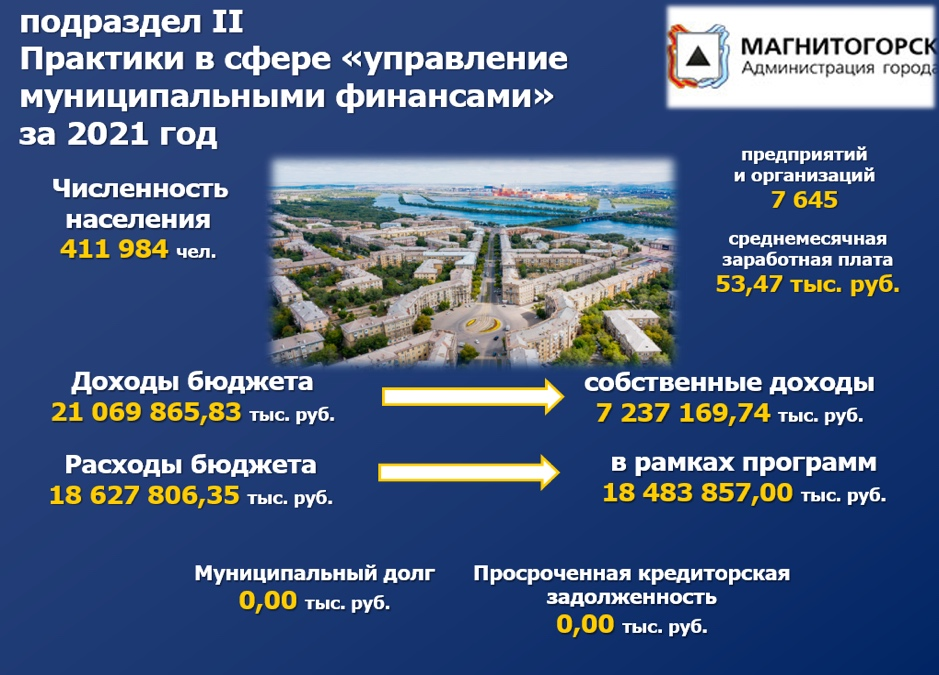 подраздел II
Практики в сфере «управление
муниципальными финансами»
за 2021 год
МАГНИТОГОРСК
Администрация города
Численность
населения
411 984 чел.
предприятий
и организаций
7 645
среднемесячная
заработная плата
53,47 тыс. руб.
Доходы бюджета
21 069 865,83 тыс. руб.
собственные доходы
7 237 169,74 тыс. руб.
Расходы бюджета
18 627 806,35 тыс. руб.
в рамках программ
18 483 857,00 тыс. руб.
Муниципальный долг
0,00 тыс. руб.
Просроченная кредиторская
задолженность
0,00 тыс. руб.